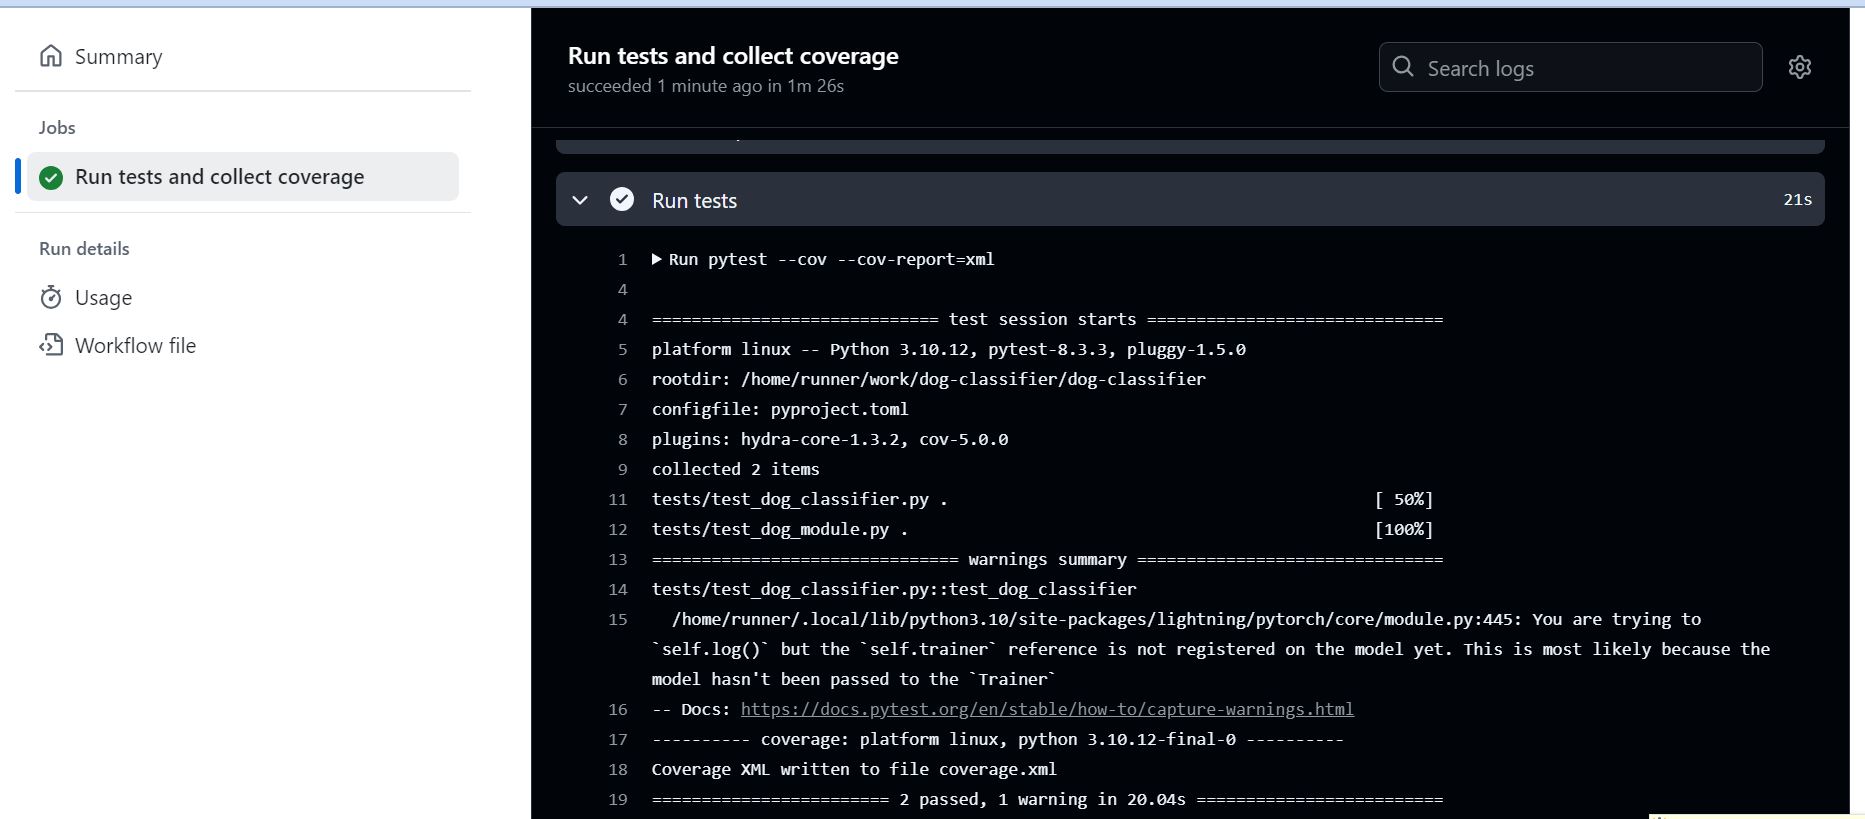 Summary
Jobs
Run tests and collect coverage
Run details
Usage
Workflow file
Run tests and collect coverage
succeeded 1 minute ago in 1m 26s
Search logs
Run tests 21s
1 Run pytest --cov --cov-report=xml
4
4 ============================= test session starts ==============================
5 platform linux -- Python 3.10.12, pytest-8.3.3, pluggy-1.5.0
6 rootdir: /home/runner/work/dog-classifier/dog-classifier
7 configfile: pyproject.toml
8 plugins: hydra-core-1.3.2, cov-5.0.0
9 collected 2 items
11 tests/test_dog_classifier.py . [ 50%]
12 tests/test_dog_module.py . [100%]
13 =============================== warnings summary ===============================
14 tests/test_dog_classifier.py::test_dog_classifier
15 /home/runner/.local/lib/python3.10/site-packages/lightning/pytorch/core/module.py:445: You are trying to
`self.log()` but the `self.trainer` reference is not registered on the model yet. This is most likely because the
model hasn't been passed to the `Trainer`
16 -- Docs: https://docs.pytest.org/en/stable/how-to/capture-warnings.html
17 ---------- coverage: platform linux, python 3.10.12-final-0 ----------
18 Coverage XML written to file coverage.xml
19 ======================== 2 passed, 1 warning in 20.04s =========================